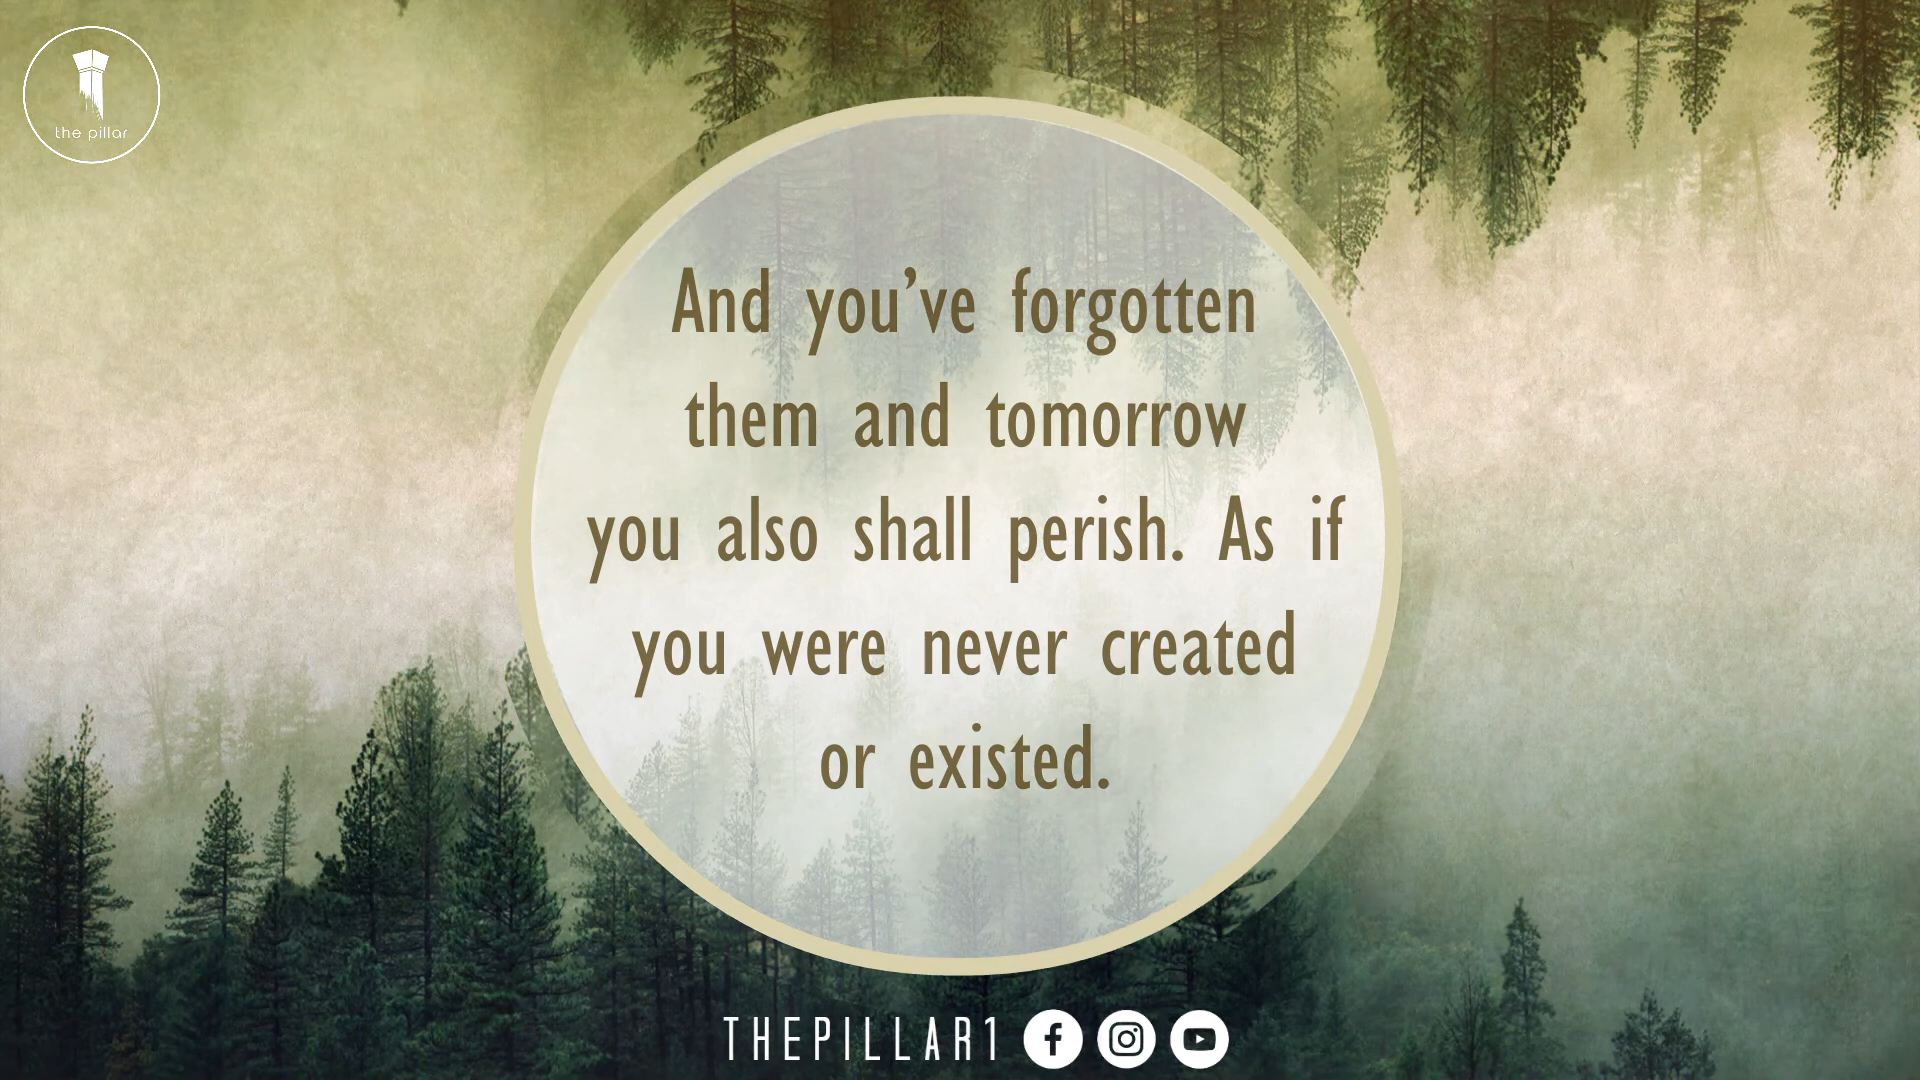 the pillar
And you’ve forgotten
them and tomorrow
you also shall perish. As if
you were never created
or existed.
THEPILLAR1